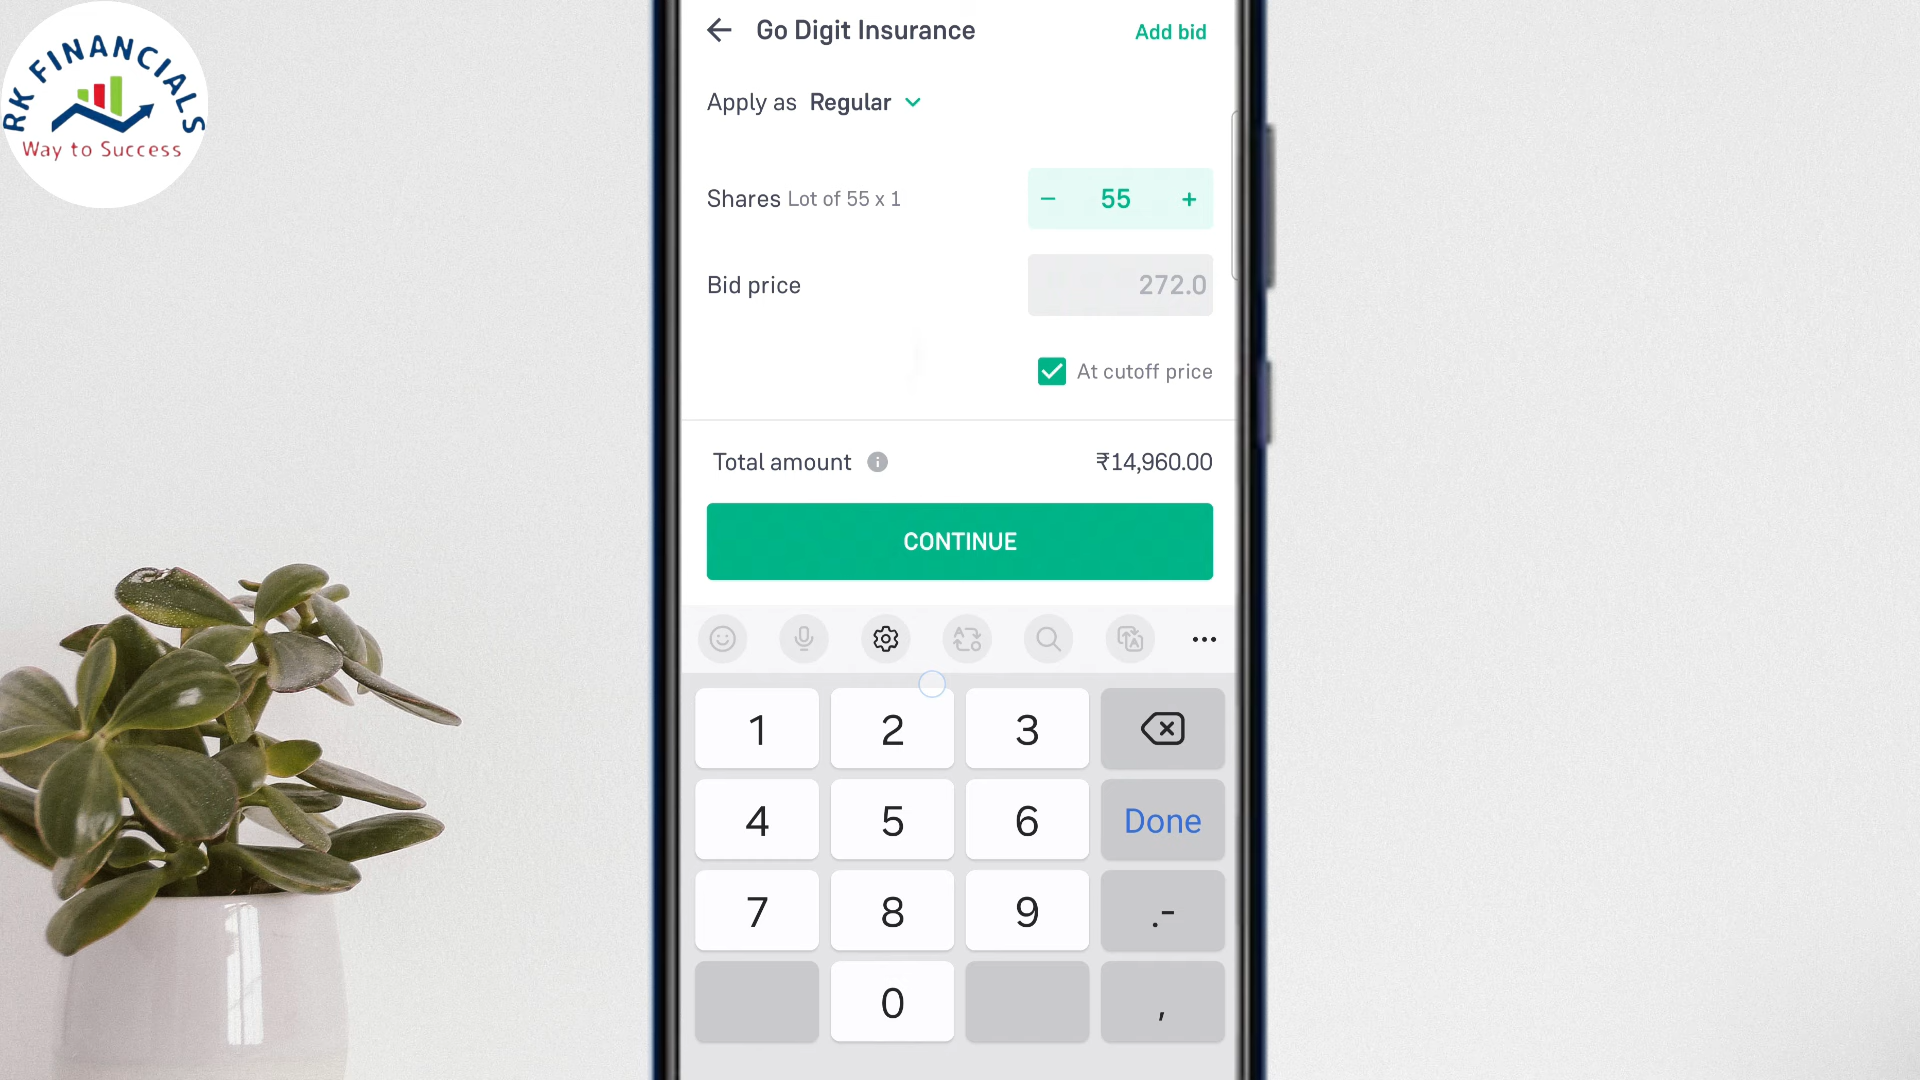 RK FINANCIALS
Way to Success
Go Digit Insurance
Add bid
Apply as Regular
Shares Lot of 55 x 1
− 55 +
Bid price
272.0
At cutoff price
Total amount
₹14,960.00
CONTINUE
1 2 3
4 5 6 Done
7 8 9 .-
0 ,